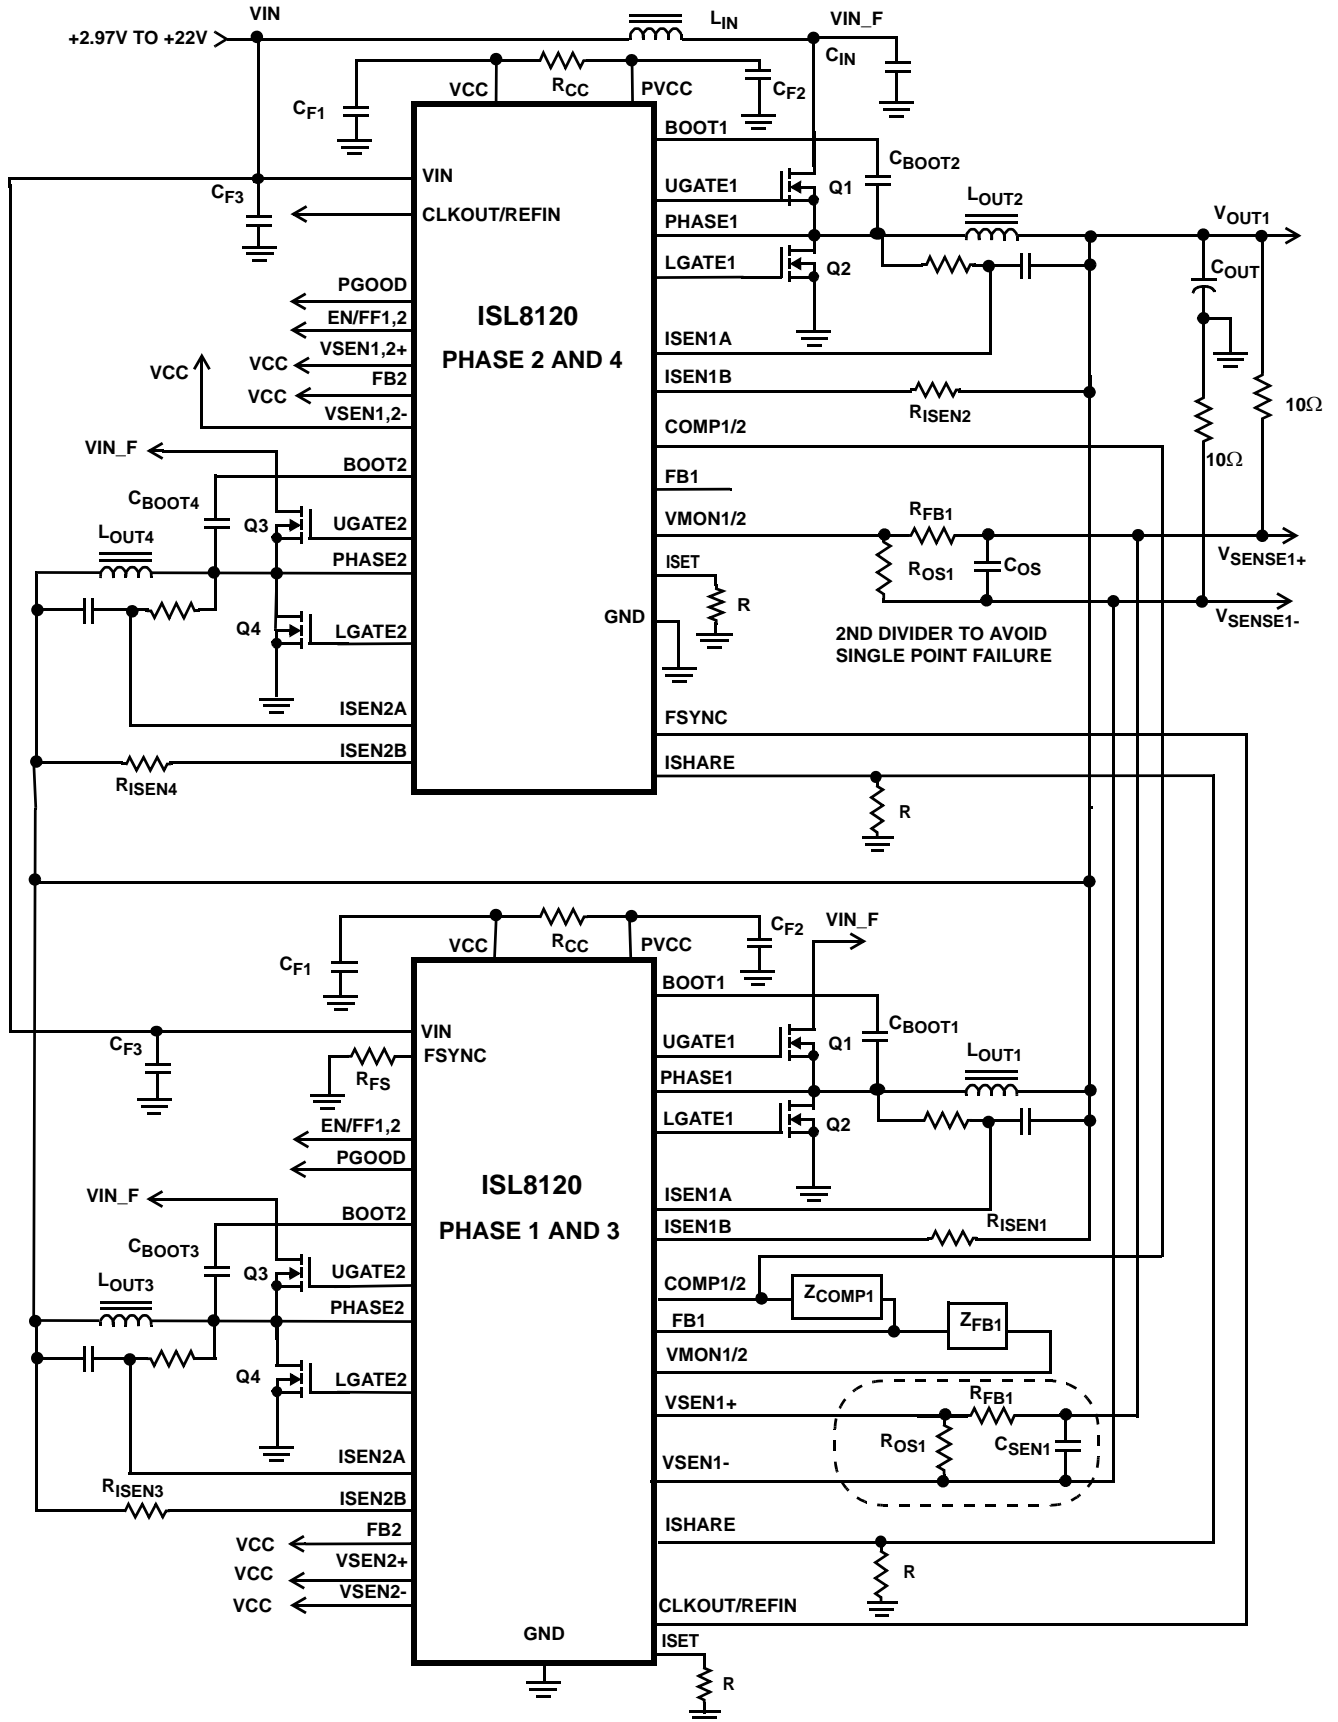 VIN
LIN
VIN_F
+2.97V TO +22V
CIN
RCC
VCC
PVCC
CF1
CF2
BOOT1
CBOOT2
VIN
CF3
UGATE1
Q1
LOUT2
CLKOUT/REFIN
PHASE1
VOUT1
LGATE1
Q2
COUT
PGOOD
ISL8120
EN/FF1,2
VSEN1,2+
ISEN1A
PHASE 2 AND 4
VCC
VCC
FB2
ISEN1B
VCC
10Ω
VSEN1,2-
RISEN2
COMP1/2
VIN_F
BOOT2
10Ω
FB1
CBOOT4
RFB1
Q3
UGATE2
VMON1/2
LOUT4
PHASE2
ISET
ROS1
COS
VSENSE1+
R
GND
VSENSE1-
Q4
LGATE2
2ND DIVIDER TO AVOID
SINGLE POINT FAILURE
ISEN2A
FSYNC
ISEN2B
ISHARE
RISEN4
R
VIN_F
CF2
VCC
RCC
PVCC
CF1
BOOT1
CBOOT1
VIN
CF3
UGATE1
Q1
LOUT1
FSYNC
RFS
PHASE1
LGATE1
Q2
EN/FF1,2
PGOOD
ISL8120
VIN_F
ISEN1A
BOOT2
PHASE 1 AND 3
ISEN1B
RISEN1
CBOOT3
Q3
UGATE2
LOUT3
COMP1/2
ZCOMP1
PHASE2
FB1
ZFB1
VMON1/2
Q4
LGATE2
RFB1
VSEN1+
ROS1
CSEN1
ISEN2A
VSEN1-
RISEN3
ISEN2B
ISHARE
FB2
VCC
VSEN2+
VCC
R
VSEN2-
VCC
CLKOUT/REFIN
GND
ISET
R